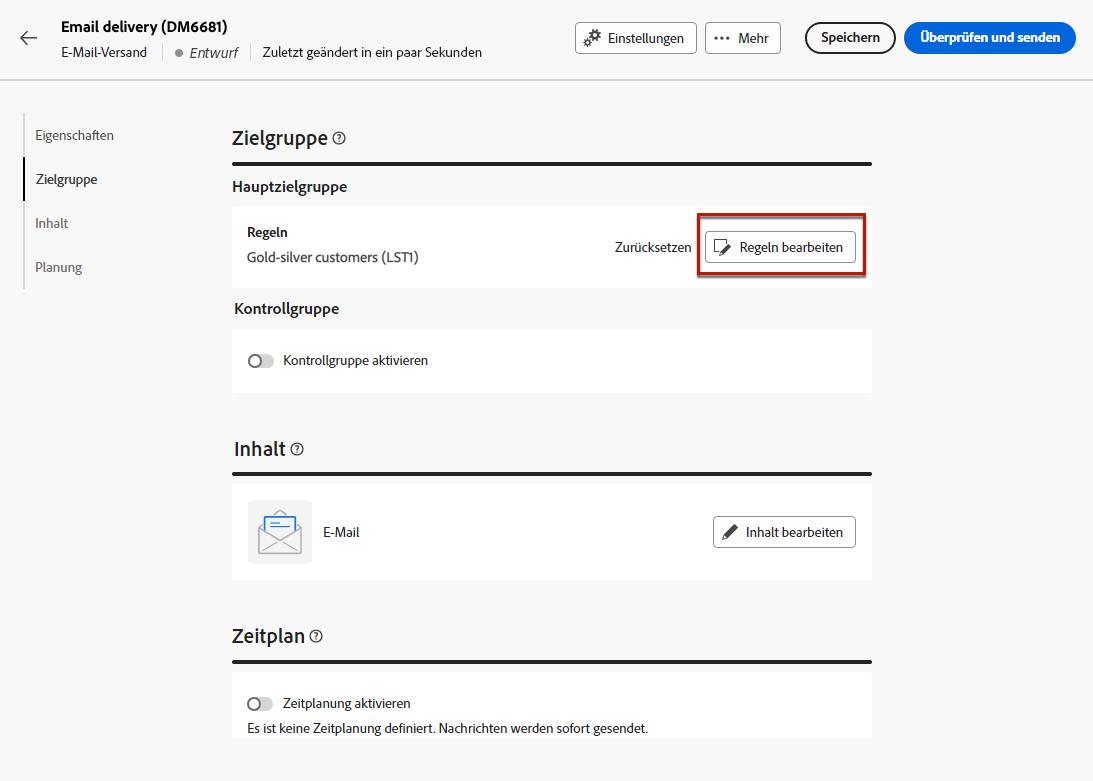 Email delivery (DM6681)
E-Mail-Versand Entwurf Zuletzt geändert in ein paar Sekunden
Einstellungen
Mehr
Speichern
Überprüfen und senden
Eigenschaften
Zielgruppe
Inhalt
Planung
Zielgruppe
Hauptzielgruppe
Regeln
Gold-silver customers (LST1)
Zurücksetzen
Regeln bearbeiten
Kontrollgruppe
Kontrollgruppe aktivieren
Inhalt
E-Mail
Inhalt bearbeiten
Zeitplan
Zeitplanung aktivieren
Es ist keine Zeitplanung definiert. Nachrichten werden sofort gesendet.